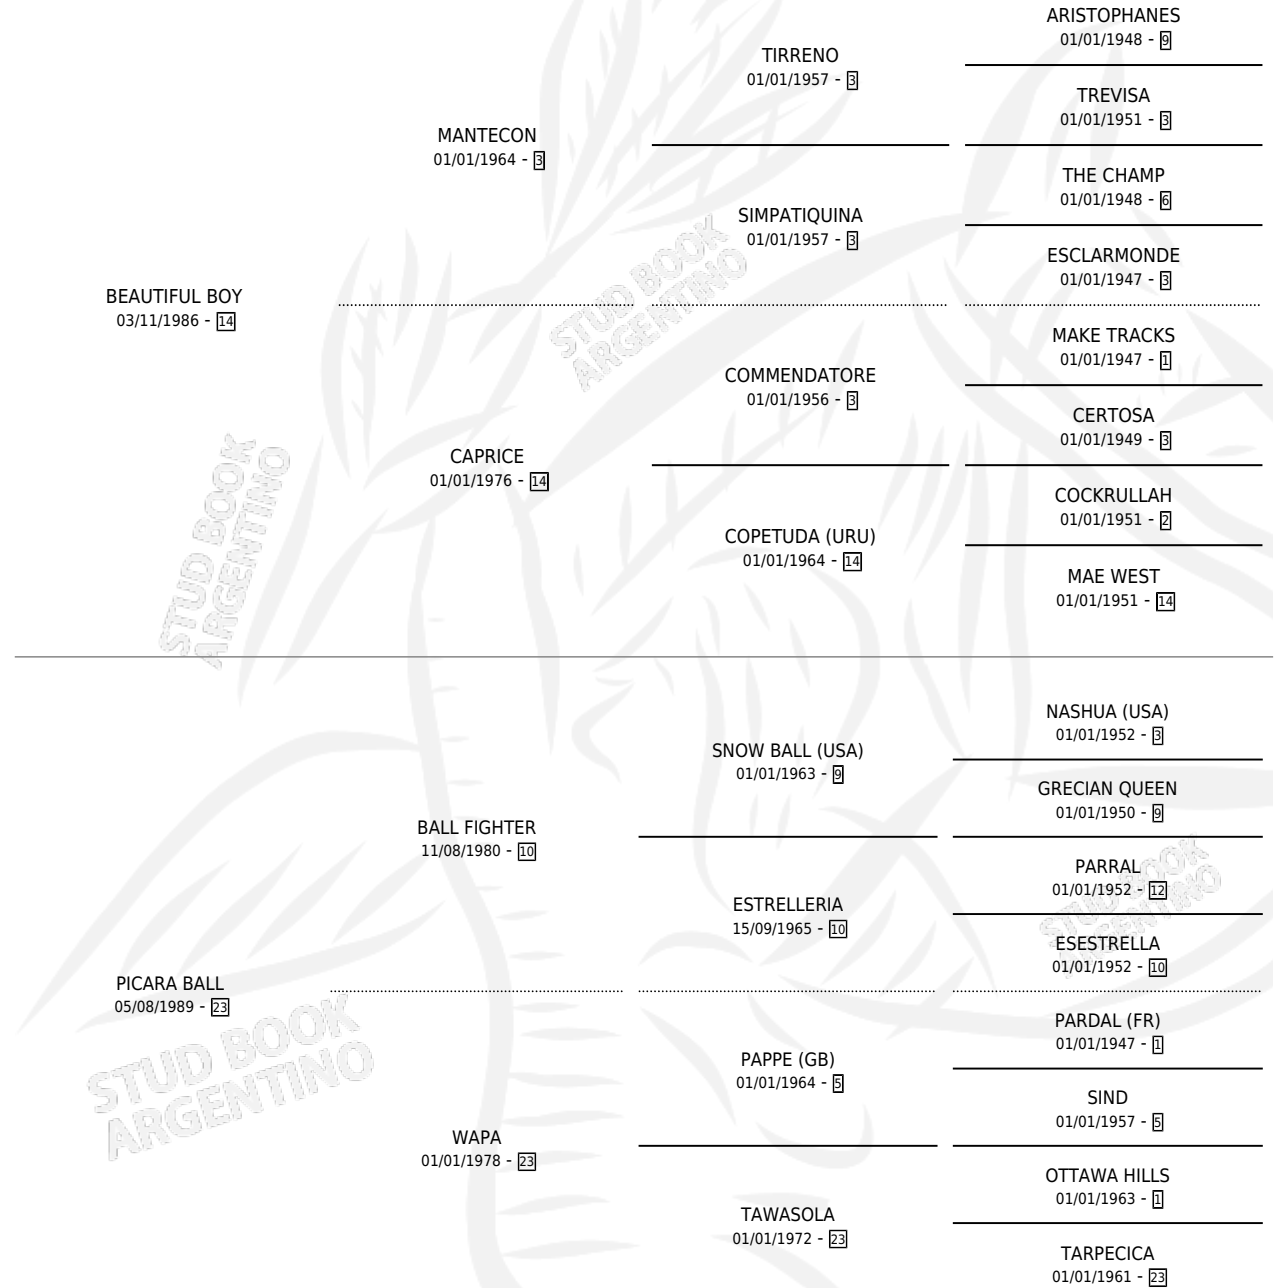 ARISTOPHANES
01/01/1948 - 9
TIRRENO
01/01/1957 - 3
TREVISA
01/01/1951 - 3
MANTECON
01/01/1964 - 3
THE CHAMP
01/01/1948 - 6
SIMPATIQUINA
01/01/1957 - 3
ESCLARMONDE
01/01/1947 - 3
BEAUTIFUL BOY
03/11/1986 - 14
STUD BOOK
ARGENTINO
MAKE TRACKS
01/01/1947 - 1
COMMENDATORE
01/01/1956 - 3
CERTOSA
01/01/1949 - 3
CAPRICE
01/01/1976 - 14
COCKRULLAH
01/01/1951 - 2
COPETUDA (URU)
01/01/1964 - 14
MAE WEST
01/01/1951 - 14
STUD BOOK
ARGENTINO
NASHUA (USA)
01/01/1952 - 3
SNOW BALL (USA)
01/01/1963 - 9
GRECIAN QUEEN
01/01/1950 - 9
BALL FIGHTER
11/08/1980 - 10
PARRAL
01/01/1952 - 12
ESTRELLERIA
15/09/1965 - 10
ESESTRELLA
01/01/1952 - 10
STUD BOOK
ARGENTINO
PICARA BALL
05/08/1989 - 23
PARDAL (FR)
01/01/1947 - 1
PAPPE (GB)
01/01/1964 - 5
SIND
01/01/1957 - 5
STUD BOOK
ARGENTINO
WAPA
01/01/1978 - 23
OTTAWA HILLS
01/01/1963 - 1
TAWASOLA
01/01/1972 - 23
TARPECICA
01/01/1961 - 23